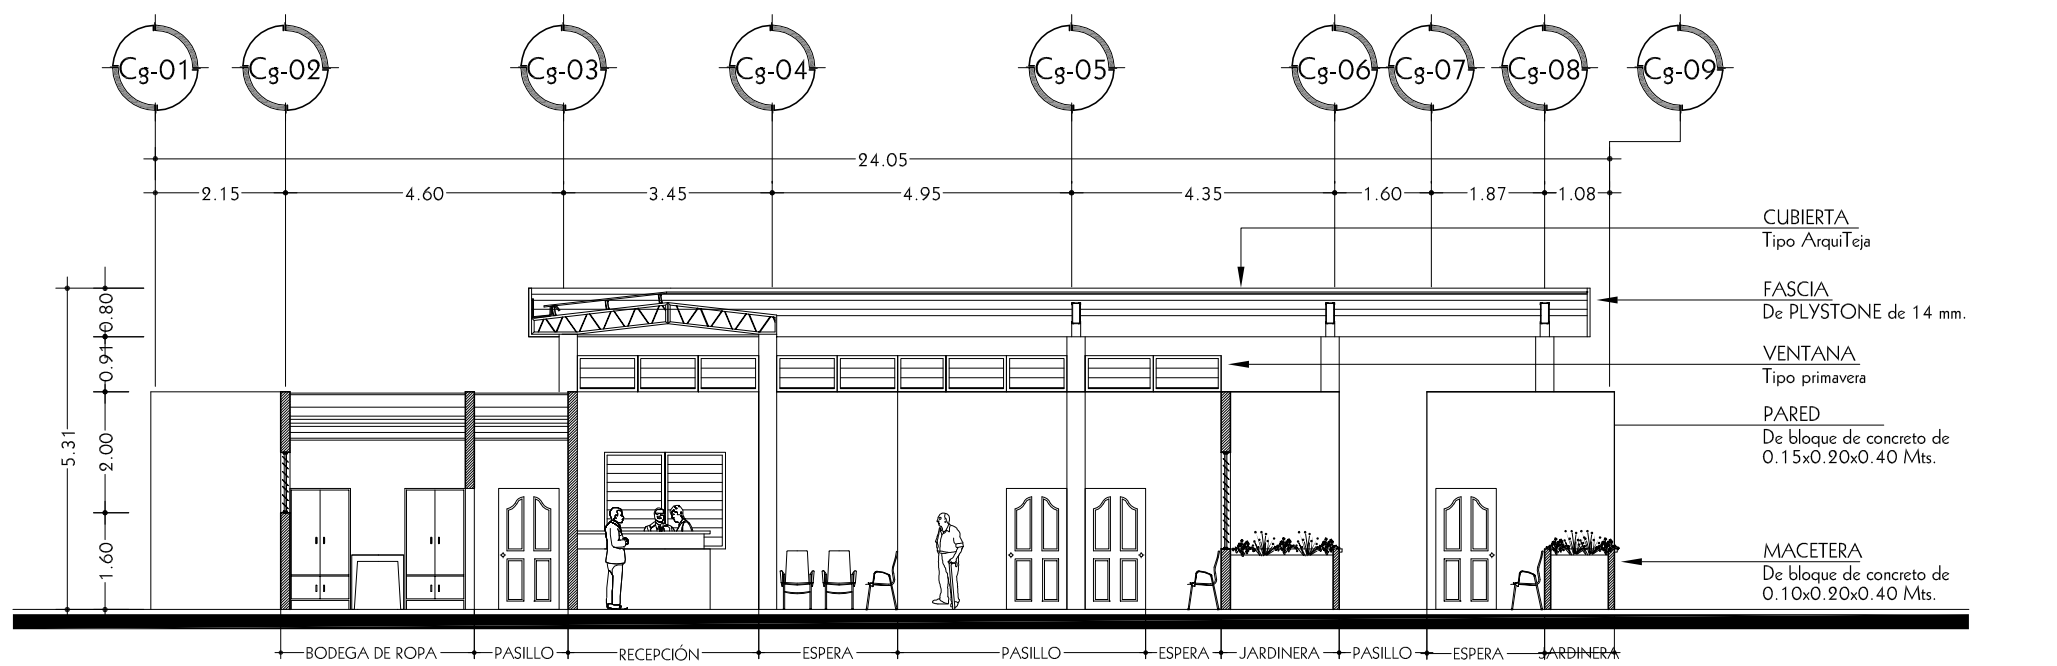 Cg-01 Cg-02 Cg-03 Cg-04 Cg-05 Cg-06 Cg-07 Cg-08 Cg-09
24.05
2.15 4.60 3.45 4.95 4.35 1.60 1.87 1.08
CUBIERTA
Tipo ArquiTeja
FASCIA
De PLYSTONE de 14 mm.
VENTANA
Tipo primavera
PARED
De bloque de concreto de
0.15x0.20x0.40 Mts.
MACETERA
De bloque de concreto de
0.10x0.20x0.40 Mts.
5.31
0.80
0.91
2.00
1.60
BODEGA DE ROPA PASILLO RECEPCIÓN ESPERA PASILLO ESPERA JARDINERA PASILLO ESPERA JARDINERA